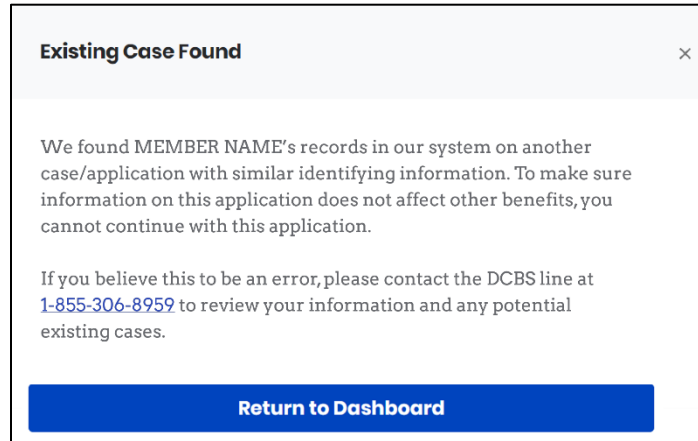 Existing Case Found
×
We found MEMBER NAME's records in our system on another
case/application with similar identifying information. To make sure
information on this application does not affect other benefits, you
cannot continue with this application.
If you believe this to be an error, please contact the DCBS line at
1-855-306-8959 to review your information and any potential
existing cases.
Return to Dashboard